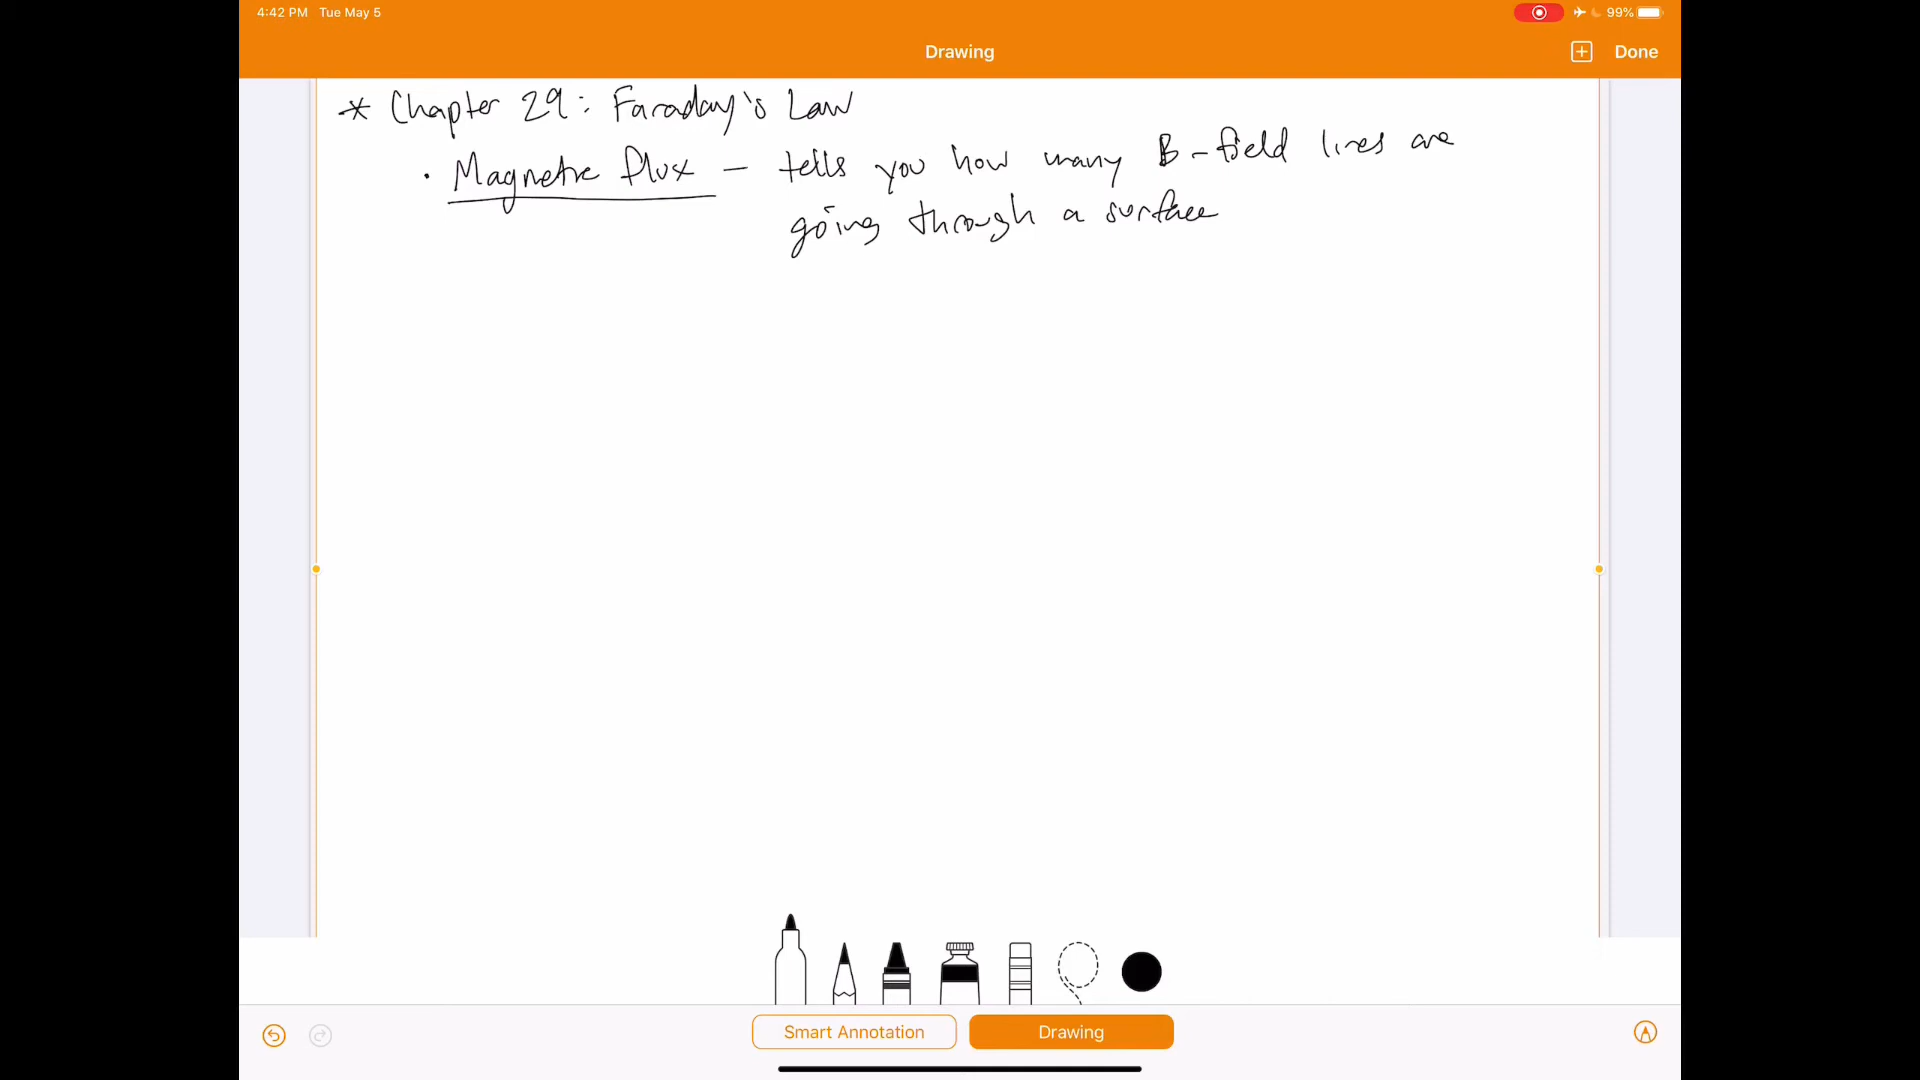 4:42 PM Tue May 5
99%
Drawing
Done
* Chapter 29: Faraday's Law
• Magnetic flux – tells you how many B-field lines are
going through a surface
Smart Annotation
Drawing